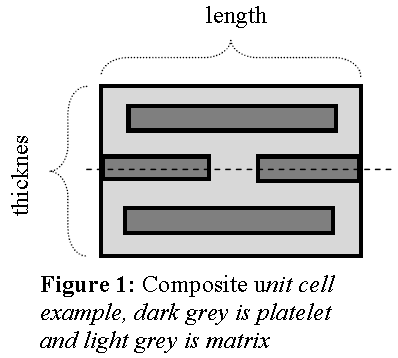 length
thicknes
Figure 1: Composite unit cell
example, dark grey is platelet
and light grey is matrix